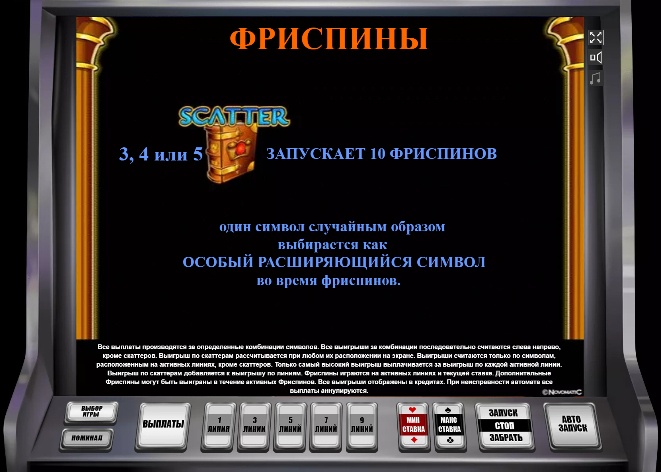 ФРИСПИНЫ
SCATTER
3, 4 или 5 ЗАПУСКАЕТ 10 ФРИСПИНОВ
один символ случайным образом
выбирается как
ОСОБЫЙ РАСШИРЯЮЩИЙСЯ СИМВОЛ
во время фриспинов.
Все выплаты производятся за определенные комбинации символов. Все выигрыши за комбинации последовательно считаются слева направо,
кроме скаттеров. Выигрыш по скаттерам рассчитывается при любом их расположении на экране. Выигрыши считаются только по символам,
расположенным на активных линиях, кроме скаттеров. Только самый высокий выигрыш выплачивается за выигрыш по каждой активной линии.
Выигрыш по скаттерам добавляется к выигрышу по линиям. Фриспины играются на активных линиях и текущей ставке. Дополнительные
Фриспины могут быть выиграны в течение активных Фриспинов. Все выигрыши отображены в кредитах. При неисправности автомата все
выплаты аннулируются.
©NOVOMATIC
ВЫБОР
ИГРЫ
НОМИНАЛ
ВЫПЛАТЫ
1
ЛИНИЯ
3
ЛИНИИ
5
ЛИНИЙ
7
ЛИНИЙ
9
ЛИНИЙ
МИН
СТАВКА
МАКС
СТАВКА
ЗАПУСК
СТОП
ЗАБРАТЬ
АВТО
ЗАПУСК